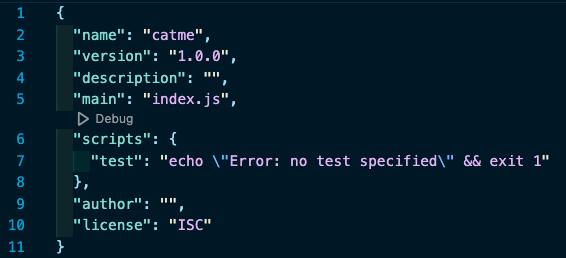 1 {
2 "name": "catme",
3 "version": "1.0.0",
4 "description": "",
5 "main": "index.js",
Debug
6 "scripts": {
7 "test": "echo \"Error: no test specified\" && exit 1"
8 },
9 "author": "",
10 "license": "ISC"
11 }